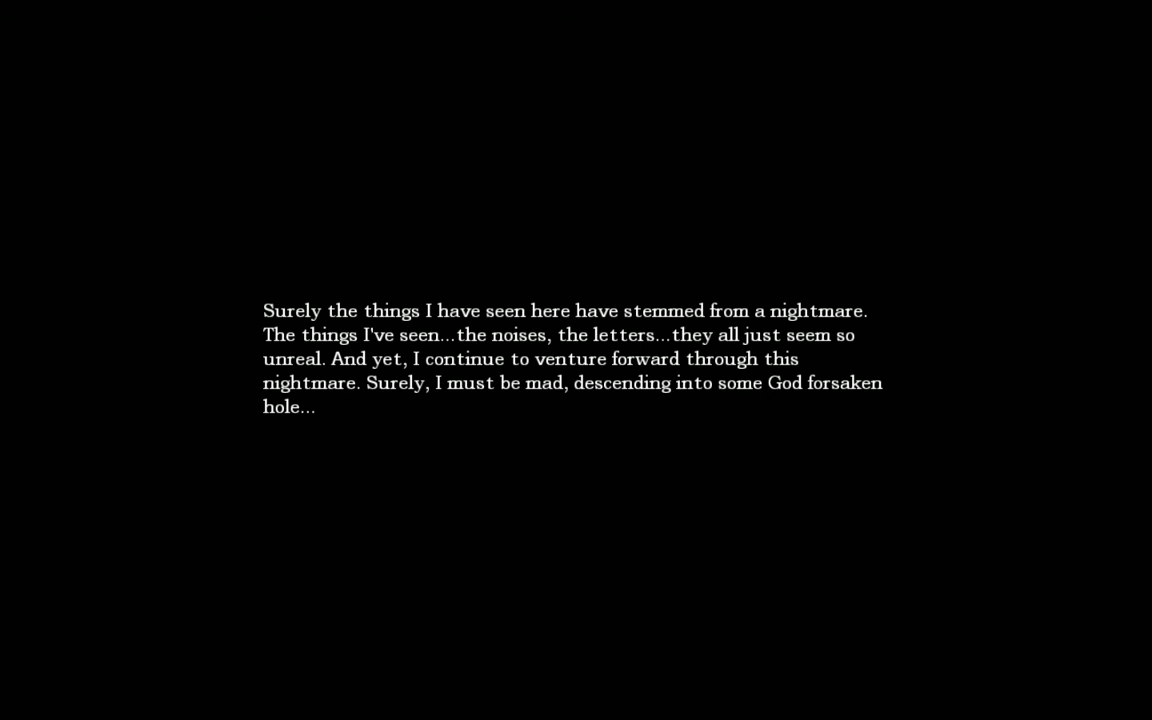 Surely the things I have seen here have stemmed from a nightmare.
The things I've seen...the noises, the letters...they all just seem so
unreal. And yet, I continue to venture forward through this
nightmare. Surely, I must be mad, descending into some God forsaken
hole...